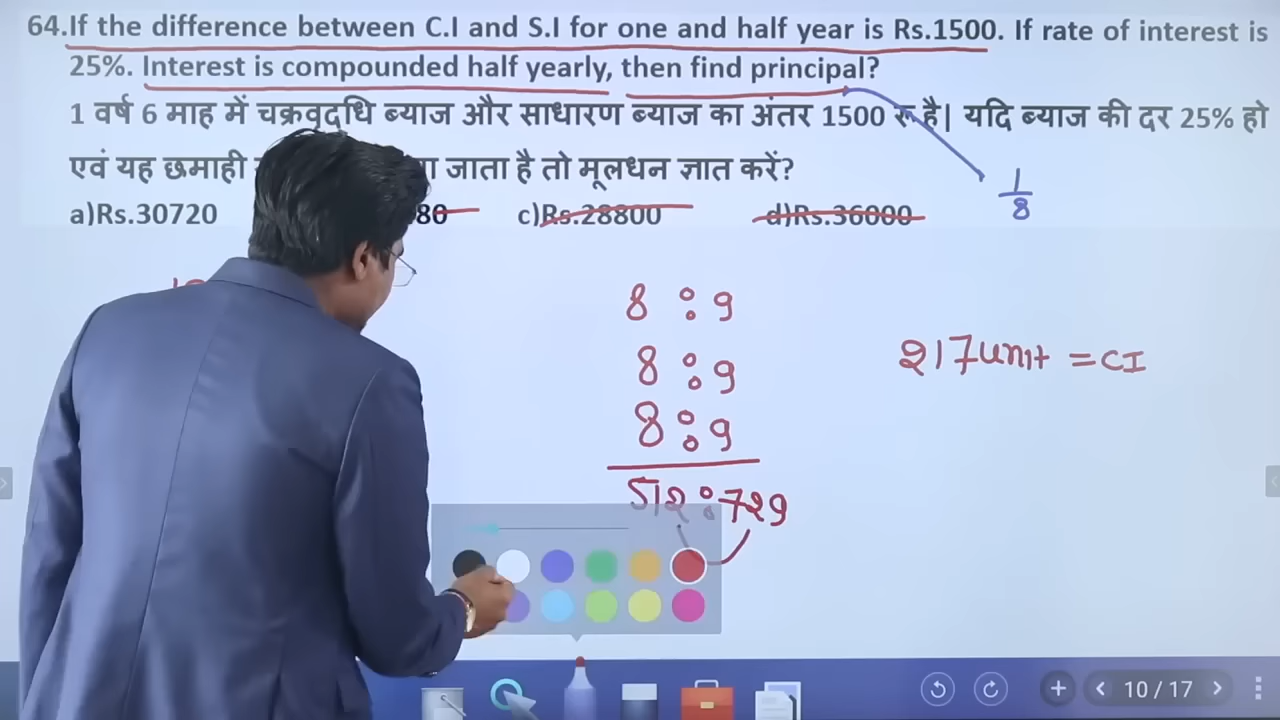 64.If the difference between C.I and S.I for one and half year is Rs.1500. If rate of interest is
25%. Interest is compounded half yearly, then find principal?
1 वर्ष 6 माह में चक्रवृद्धि ब्याज और साधारण ब्याज का अंतर 1500 रू है| यदि ब्याज की दर 25% हो
एवं यह छमाही जाता है तो मूलधन ज्ञात करें?
a)Rs.30720 80 c)Rs.28800 d)Rs.36000
1
8
8 : 9
8 : 9
8 : 9
512 : 729
217 unit = CI
10 / 17